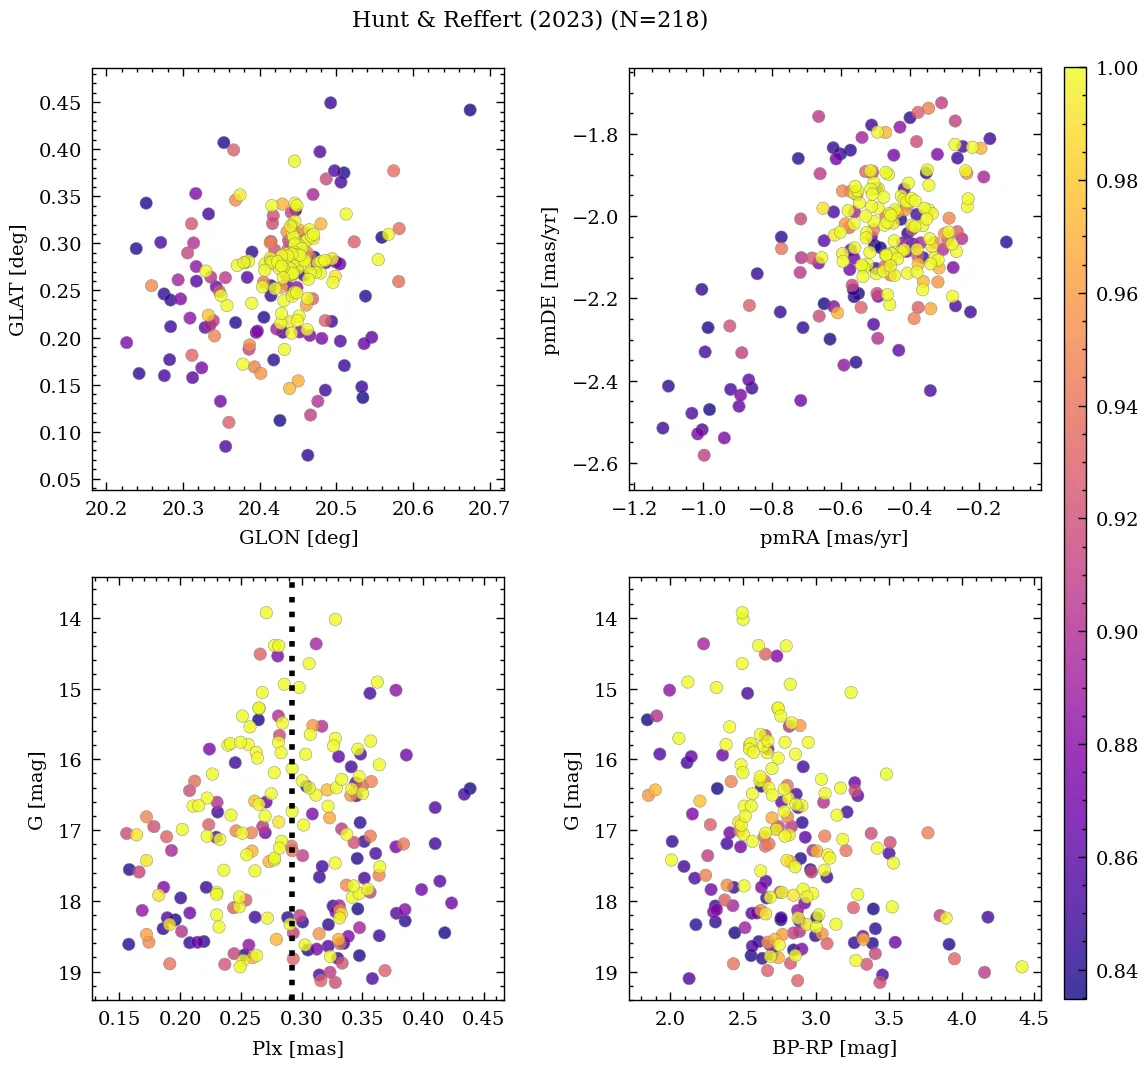 Hunt & Reffert (2023) (N=218)
0.45
0.40
0.35
0.30
0.25
0.20
0.15
0.10
0.05
GLAT [deg]
20.2 20.3 20.4 20.5 20.6 20.7
GLON [deg]
−1.8
−2.0
−2.2
−2.4
−2.6
pmDE [mas/yr]
−1.2 −1.0 −0.8 −0.6 −0.4 −0.2
pmRA [mas/yr]
14
15
16
17
18
19
G [mag]
0.15 0.20 0.25 0.30 0.35 0.40 0.45
Plx [mas]
14
15
16
17
18
19
G [mag]
2.0 2.5 3.0 3.5 4.0 4.5
BP-RP [mag]
1.00
0.98
0.96
0.94
0.92
0.90
0.88
0.86
0.84